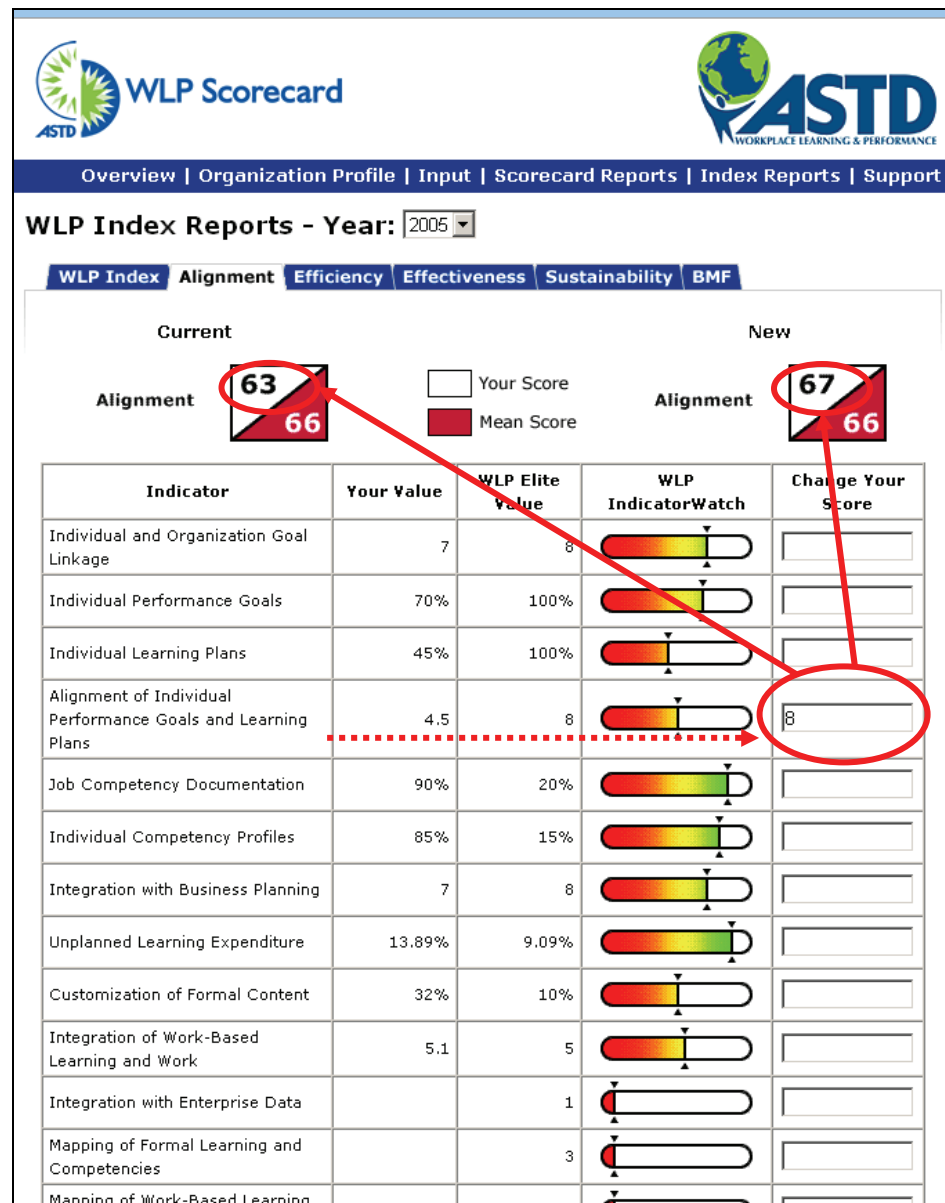 WLP Scorecard
ASTD
ASTD
WORKPLACE LEARNING & PERFORMANCE
Overview | Organization Profile | Input | Scorecard Reports | Index Reports | Support
WLP Index Reports - Year: 2005
WLP Index Alignment Efficiency Effectiveness Sustainability BMF
Current New
Alignment 63 66 Your Score Mean Score Alignment 67 66
Indicator Your Value WLP Elite Value WLP IndicatorWatch Change Your Score
Individual and Organization Goal Linkage 7 8
Individual Performance Goals 70% 100%
Individual Learning Plans 45% 100%
Alignment of Individual Performance Goals and Learning Plans 4.5 8 8
Job Competency Documentation 90% 20%
Individual Competency Profiles 85% 15%
Integration with Business Planning 7 8
Unplanned Learning Expenditure 13.89% 9.09%
Customization of Formal Content 32% 10%
Integration of Work-Based Learning and Work 5.1 5
Integration with Enterprise Data 1
Mapping of Formal Learning and Competencies 3
Mapping of Work-Based Learning